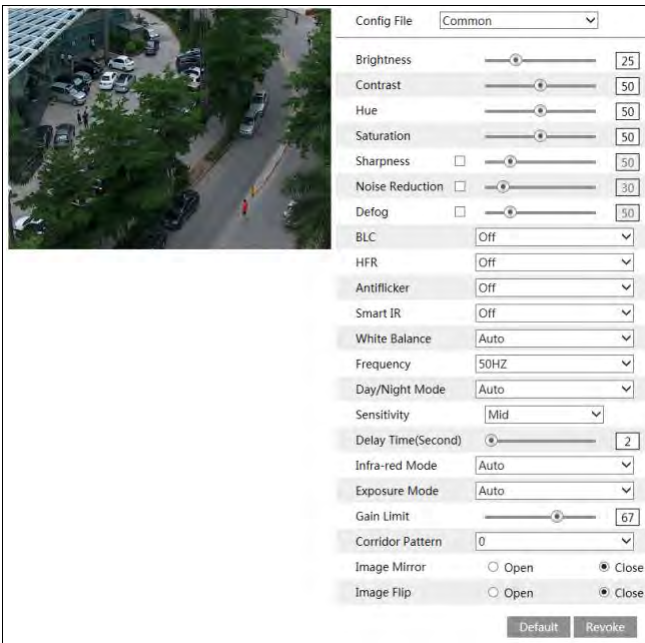 Config File Common
Brightness 25
Contrast 50
Hue 50
Saturation 50
Sharpness 50
Noise Reduction 30
Defog 50
BLC Off
HFR Off
Antiflicker Off
Smart IR Off
White Balance Auto
Frequency 50HZ
Day/Night Mode Auto
Sensitivity Mid
Delay Time(Second) 2
Infra-red Mode Auto
Exposure Mode Auto
Gain Limit 67
Corridor Pattern 0
Image Mirror Open Close
Image Flip Open Close
Default Revoke